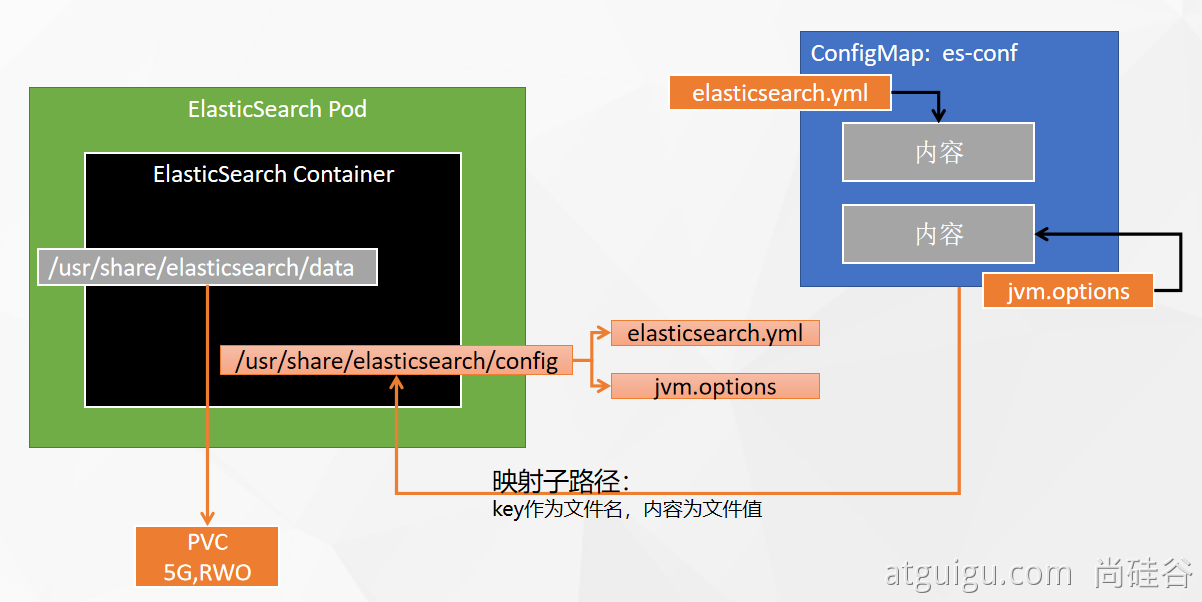 ConfigMap: es-conf
elasticsearch.yml
内容
内容
jvm.options
ElasticSearch Pod
ElasticSearch Container
/usr/share/elasticsearch/data
/usr/share/elasticsearch/config
elasticsearch.yml
jvm.options
映射子路径：
key作为文件名，内容为文件值
PVC
5G,RWO
atguigu.com 尚硅谷